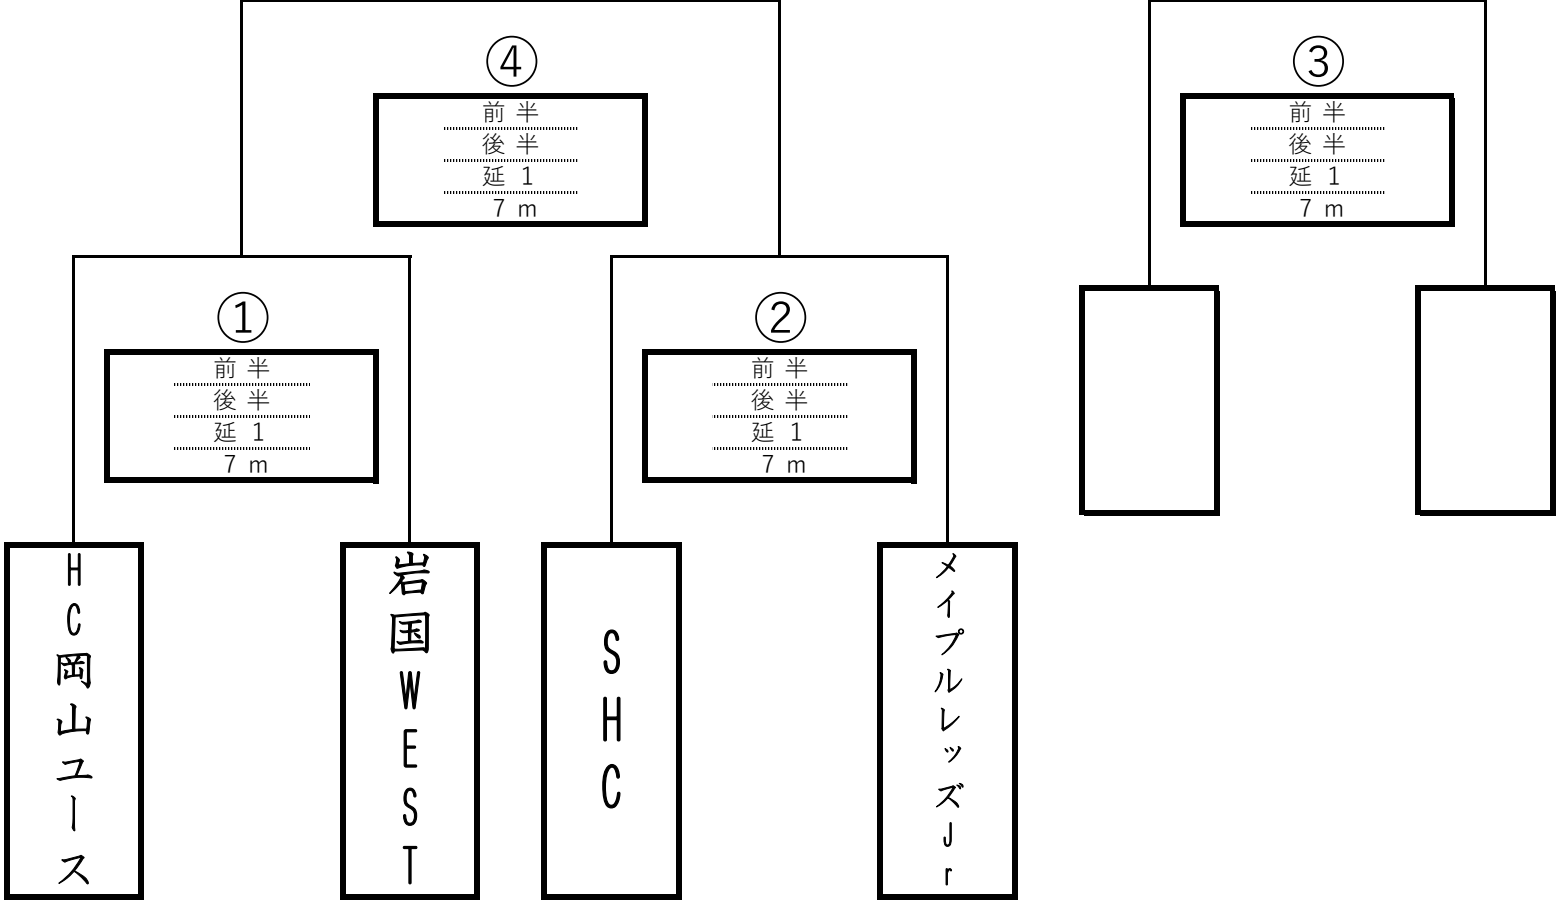 ④
前半
後半
延1
7m
③
前半
後半
延1
7m
①
前半
後半
延1
7m
②
前半
後半
延1
7m
HC岡山ユース
岩国WEST
SHC
メイプルレッズJr